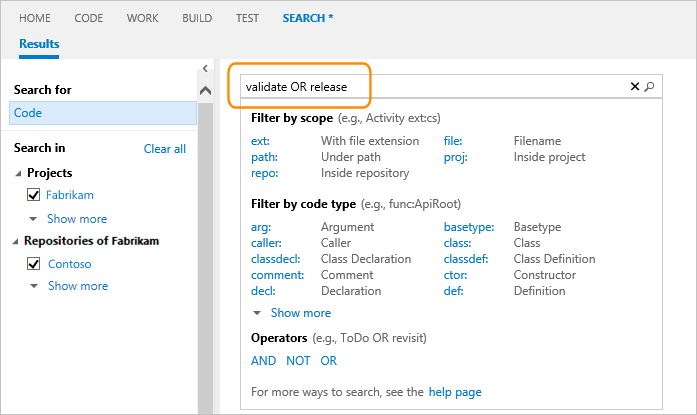 HOME CODE WORK BUILD TEST SEARCH *
Results
Search for
Code
Search in Clear all
Projects
Fabrikam
Show more
Repositories of Fabrikam
Contoso
Show more
validate OR release
Filter by scope (e.g., Activity ext:cs)
ext: With file extension file: Filename
path: Under path proj: Inside project
repo: Inside repository
Filter by code type (e.g., func:ApiRoot)
arg: Argument basetype: Basetype
caller: Caller class: Class
classdecl: Class Declaration classdef: Class Definition
comment: Comment ctor: Constructor
decl: Declaration def: Definition
Show more
Operators (e.g., ToDo OR revisit)
AND NOT OR
For more ways to search, see the help page